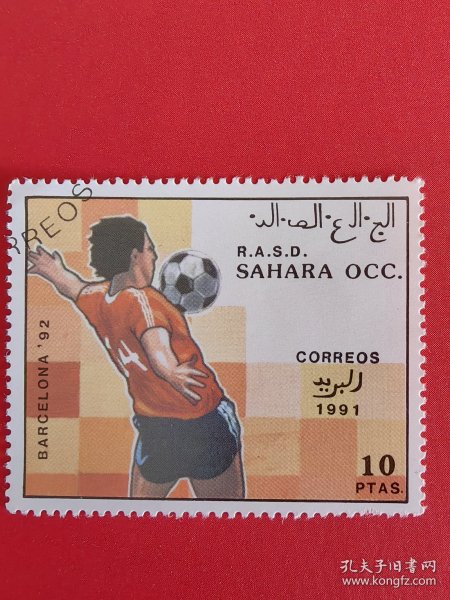 RREOS
الج.الع.الص.الد.
R.A.S.D.
SAHARA OCC.
BARCELONA '92
14
CORREOS
البريد
1991
10
PTAS.
孔夫子旧书网
www.kongfz.com